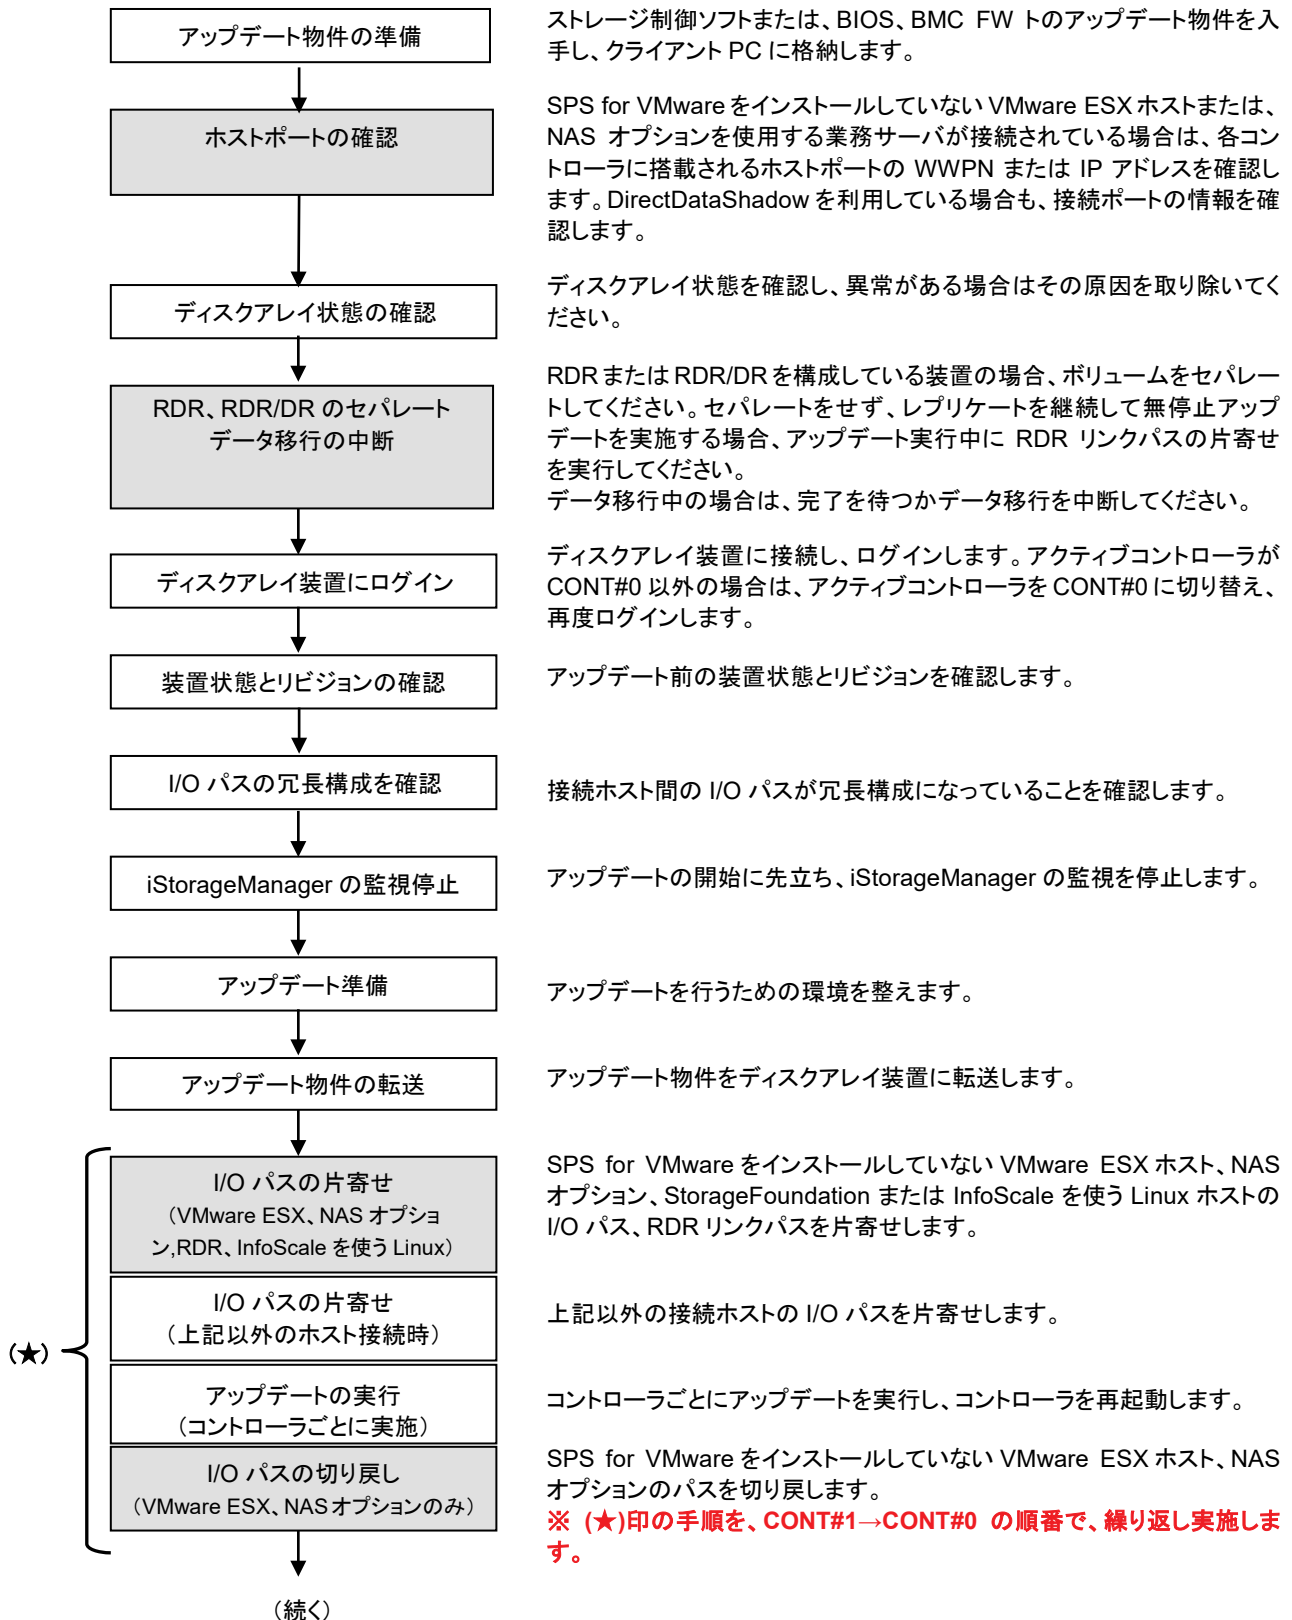 アップデート物件の準備
ストレージ制御ソフトまたは、BIOS、BMC FW トのアップデート物件を入
手し、クライアント PC に格納します。
ホストポートの確認
SPS for VMware をインストールしていない VMware ESX ホストまたは、
NAS オプションを使用する業務サーバが接続されている場合は、各コント
ローラに搭載されるホストポートの WWPN または IP アドレスを確認し
ます。DirectDataShadow を利用している場合も、接続ポートの情報を確
認します。
ディスクアレイ状態の確認
ディスクアレイ状態を確認し、異常がある場合はその原因を取り除いてく
ださい。
RDR、RDR/DR のセパレート
データ移行の中断
RDR または RDR/DR を構成している装置の場合、ボリュームをセパレー
トしてください。セパレートをせず、レプリケートを継続して無停止アップ
デートを実施する場合、アップデート実行中に RDR リンクパスの片寄せ
を実行してください。
データ移行中の場合は、完了を待つかデータ移行を中断してください。
ディスクアレイ装置にログイン
ディスクアレイ装置に接続し、ログインします。アクティブコントローラが
CONT#0 以外の場合は、アクティブコントローラを CONT#0 に切り替え、
再度ログインします。
装置状態とリビジョンの確認
アップデート前の装置状態とリビジョンを確認します。
I/O パスの冗長構成を確認
接続ホスト間の I/O パスが冗長構成になっていることを確認します。
iStorageManager の監視停止
アップデートの開始に先立ち、iStorageManager の監視を停止します。
アップデート準備
アップデートを行うための環境を整えます。
アップデート物件の転送
アップデート物件をディスクアレイ装置に転送します。
I/O パスの片寄せ
（VMware ESX、NAS オプショ
ン,RDR、InfoScale を使う Linux）
SPS for VMware をインストールしていない VMware ESX ホスト、NAS
オプション、StorageFoundation または InfoScale を使う Linux ホストの
I/O パス、RDR リンクパスを片寄せします。
I/O パスの片寄せ
（上記以外のホスト接続時）
上記以外の接続ホストの I/O パスを片寄せします。
(★)
アップデートの実行
（コントローラごとに実施）
コントローラごとにアップデートを実行し、コントローラを再起動します。
I/O パスの切り戻し
（VMware ESX、NAS オプションのみ）
SPS for VMware をインストールしていない VMware ESX ホスト、NAS
オプションのパスを切り戻します。
※ (★)印の手順を、CONT#1→CONT#0 の順番で、繰り返し実施しま
す。
（続く）